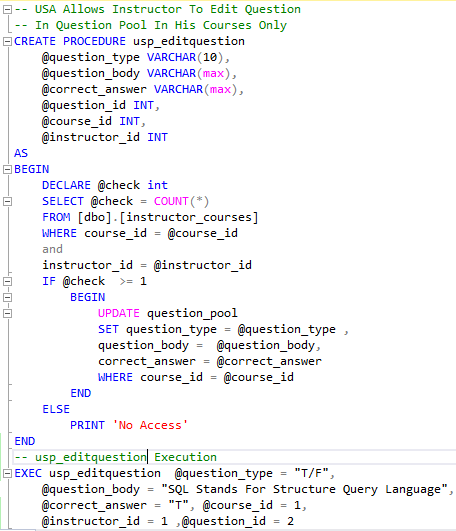 -- USA Allows Instructor To Edit Question
-- In Question Pool In His Courses Only
CREATE PROCEDURE usp_editquestion
@question_type VARCHAR(10),
@question_body VARCHAR(max),
@correct_answer VARCHAR(max),
@question_id INT,
@course_id INT,
@instructor_id INT
AS
BEGIN
DECLARE @check int
SELECT @check = COUNT(*)
FROM [dbo].[instructor_courses]
WHERE course_id = @course_id
and
instructor_id = @instructor_id
IF @check  >= 1
BEGIN
UPDATE question_pool
SET question_type = @question_type ,
question_body =  @question_body,
correct_answer = @correct_answer
WHERE course_id = @course_id
END
ELSE
PRINT 'No Access'
END
-- usp_editquestion Execution
EXEC usp_editquestion  @question_type = "T/F",
@question_body = "SQL Stands For Structure Query Language",
@correct_answer = "T", @course_id = 1,
@instructor_id = 1 ,@question_id = 2